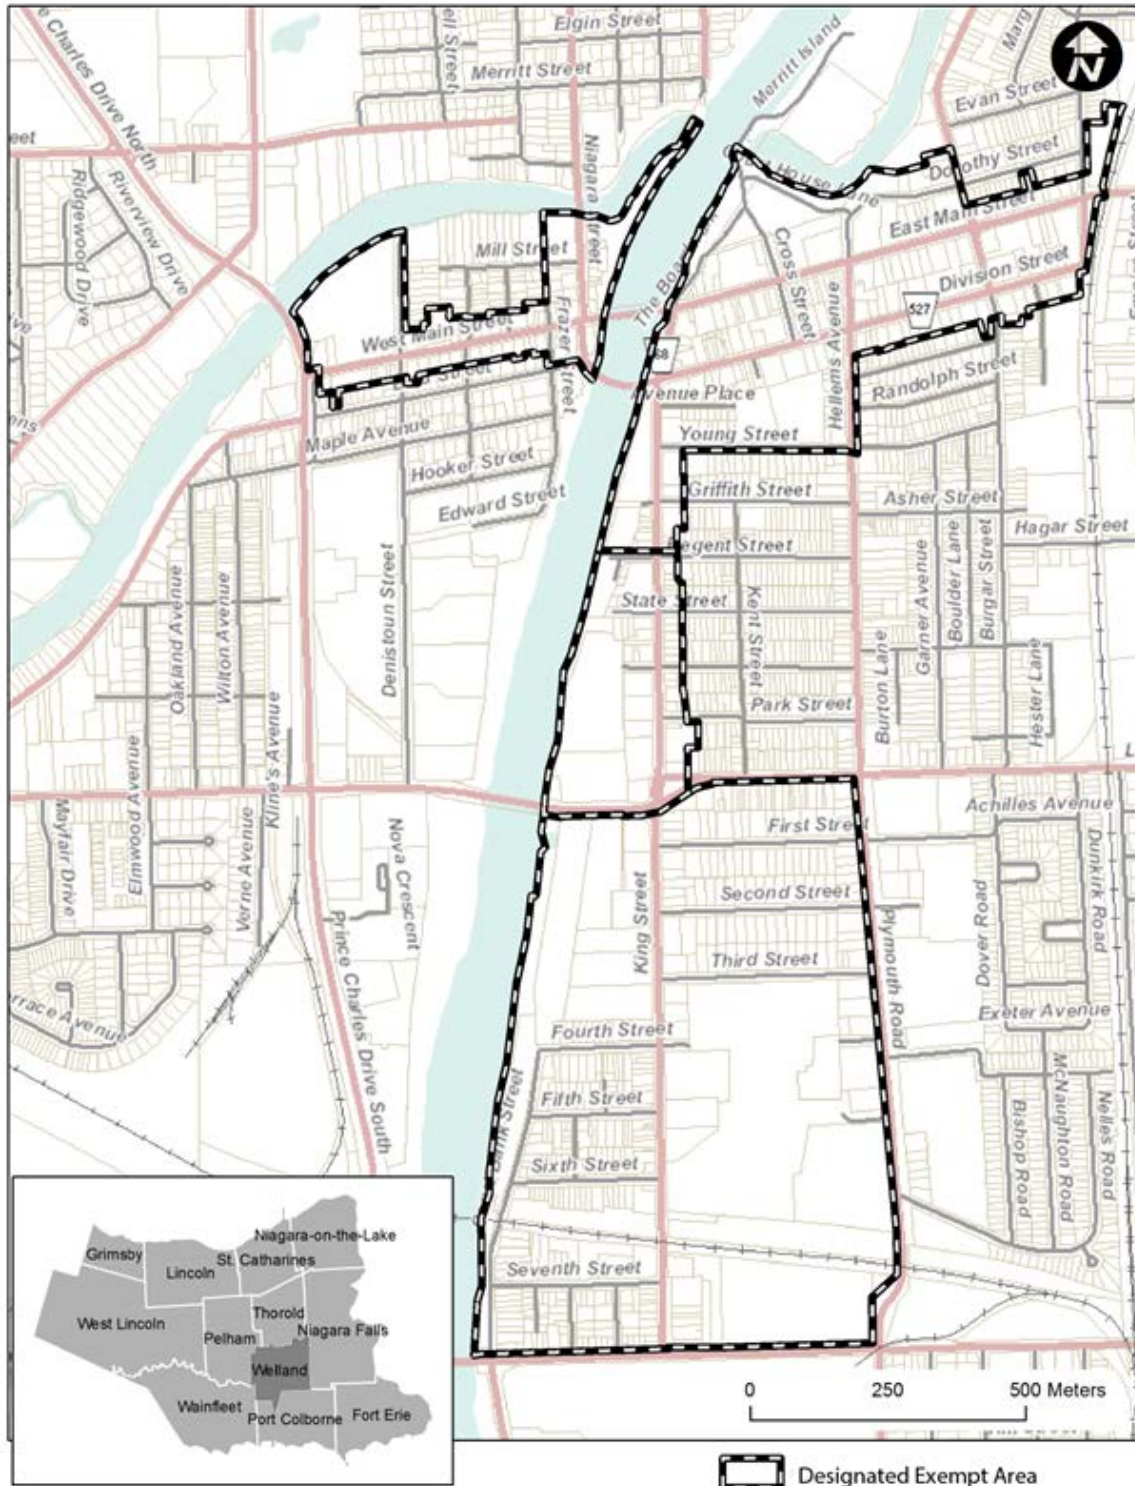 Elgin Street
Charles Drive North
Merritt Street
Merritt Island
N
Evan Street
Niagara Street
Dorothy Street
Ridgewood Drive
Riverview Drive
East Main Street
Mill Street
Cross Street
Division Street
527
West Main Street
Frazer Street
Street
Hellems Avenue
Randolph Street
Avenue Place
Maple Avenue
Young Street
Hooker Street
Griffith Street
Asher Street
Edward Street
Hagar Street
Regent Street
Oakland Avenue
Wilton Avenue
Denistoun Street
State Street
Kent Street
Garner Avenue
Boulder Lane
Burgar Street
Burton Lane
Hester Lane
Park Street
Elmwood Avenue
Kline's Avenue
Mayfair Drive
Verne Avenue
Achilles Avenue
First Street
Nova Crescent
Second Street
Dunkirk Road
King Street
Plymouth Road
Dover Road
Third Street
Prince Charles Drive South
Exeter Avenue
Fourth Street
Fifth Street
McNaughton Road
Nelles Road
Bishop Road
Sixth Street
Seventh Street
Niagara-on-the-Lake
Grimsby
Lincoln
St. Catharines
West Lincoln
Thorold
Pelham
Niagara Falls
Welland
Wainfleet
Port Colborne
Fort Erie
0 250 500 Meters
Designated Exempt Area